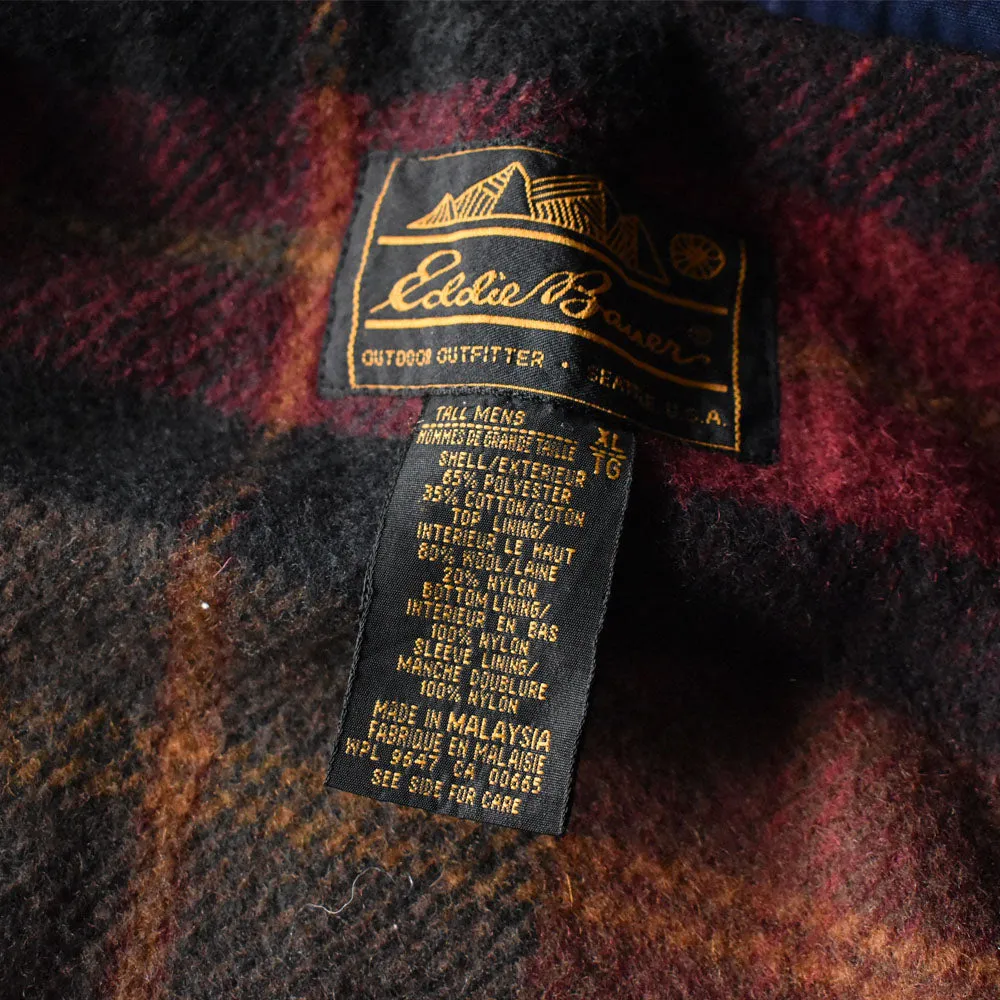 Eddie Bauer
OUTDOOR OUTFITTER • SEATTLE, U.S.A.
TALL MENS XL
HOMMES DE GRANDE TAILLE TG
SHELL/EXTERIEUR
65% POLYESTER
35% COTTON/COTON
TOP LINING/
INTERIEUR LE HAUT
80% WOOL/LAINE
20% NYLON
BOTTOM LINING/
INTERIEUR EN BAS
100% NYLON
SLEEVE LINING/
MANCHE DOUBLURE
100% NYLON
MADE IN MALAYSIA
FABRIQUE EN MALAISIE
WPL 9647 CA 00665
SEE SIDE FOR CARE